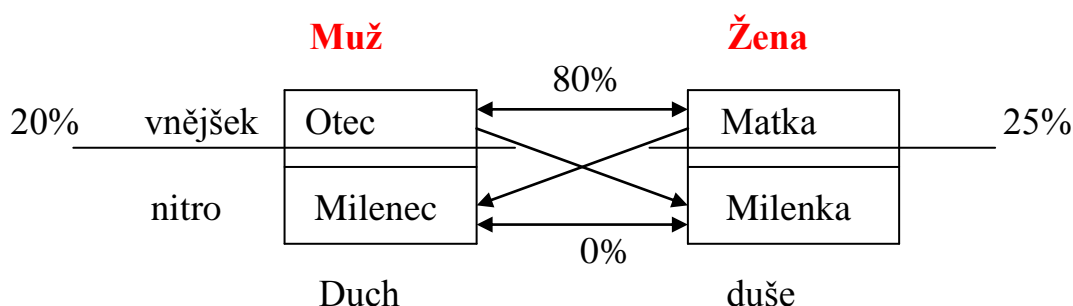 Muž Žena
80%
20% vnějšek Otec Matka 25%
nitro Milenec Milenka
0%
Duch duše